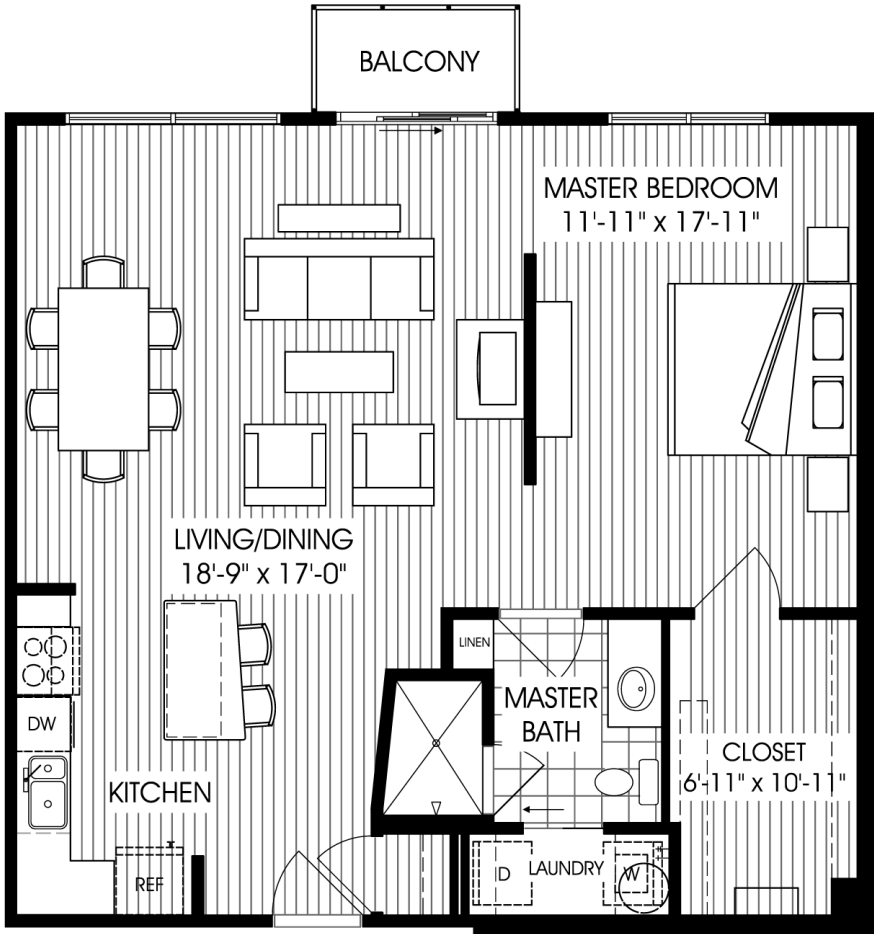 BALCONY
MASTER BEDROOM
11'-11" x 17'-11"
LIVING/DINING
18'-9" x 17'-0"
LINEN
MASTER
BATH
DW
CLOSET
6'-11" x 10'-11"
KITCHEN
REF
D
LAUNDRY
W